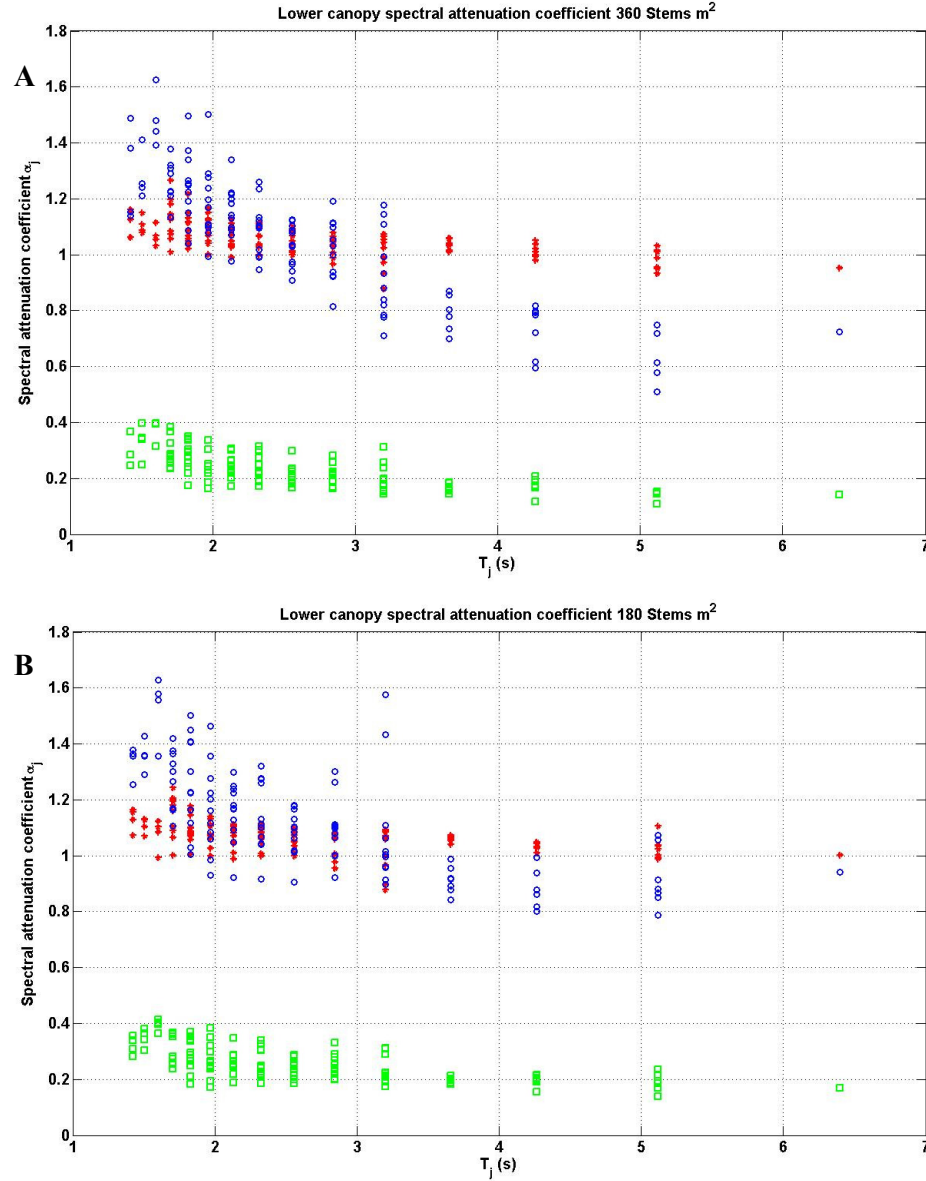 Lower canopy spectral attenuation coefficient 360 Stems m²
A
Spectral attenuation coefficient αj
1.8
1.6
1.4
1.2
1
0.8
0.6
0.4
0.2
0
1 2 3 4 5 6 7
Tj (s)
Lower canopy spectral attenuation coefficient 180 Stems m²
B
Spectral attenuation coefficient αj
1.8
1.6
1.4
1.2
1
0.8
0.6
0.4
0.2
0
1 2 3 4 5 6 7
Tj (s)